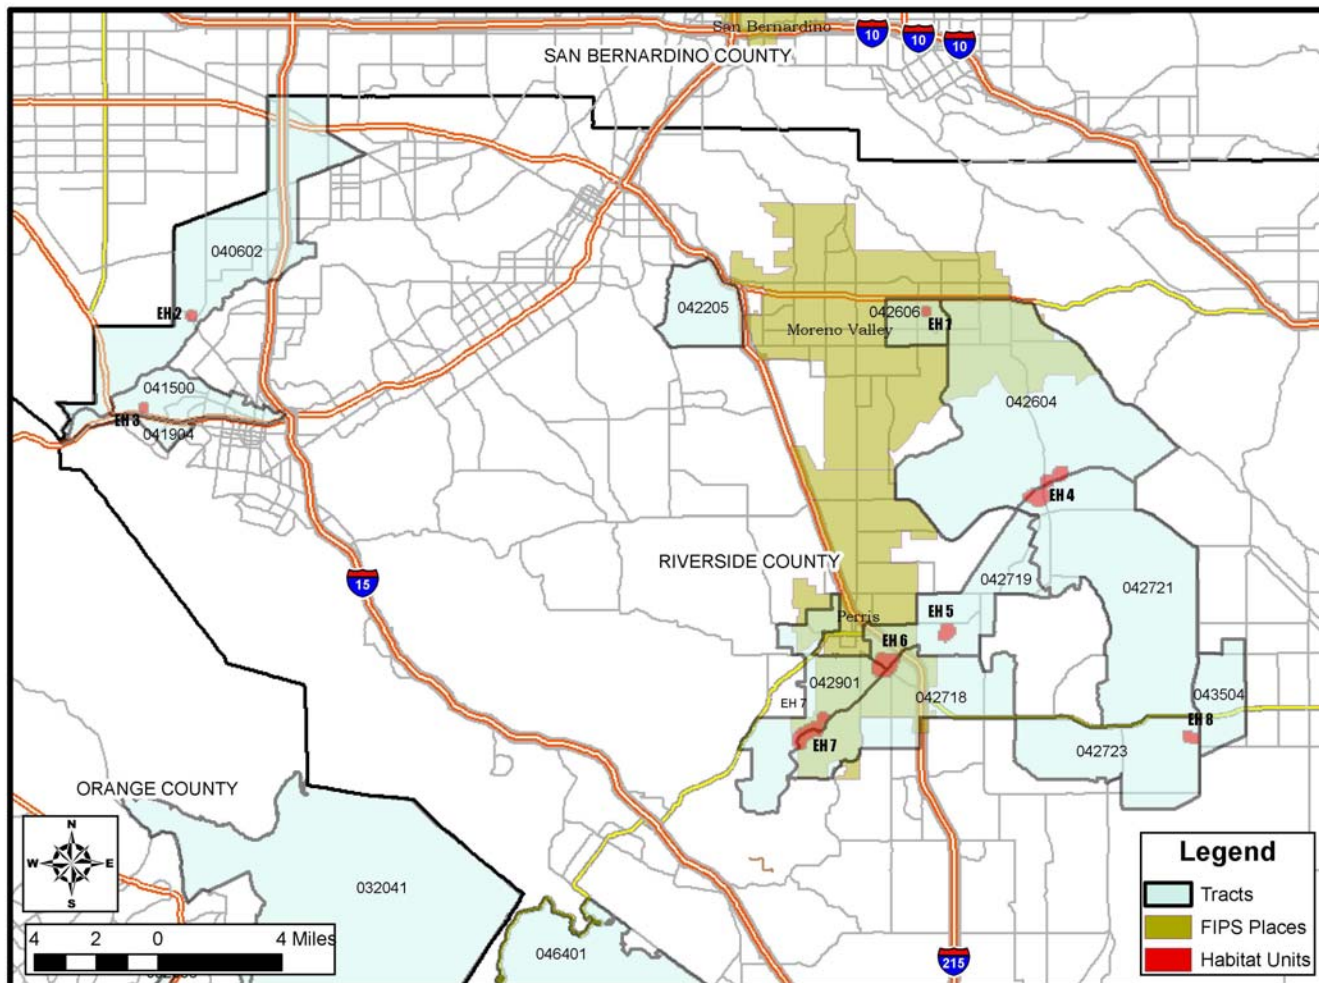 San Bernardino
10
10
10
SAN BERNARDINO COUNTY
040602
EH 2
042205
042606
EH 1
Moreno Valley
041500
EH 3
041904
042604
EH 4
RIVERSIDE COUNTY
15
042719
042721
EH 5
Perris
EH 6
042901
042718
043504
EH 7
EH 7
EH 8
042723
ORANGE COUNTY
N
W
E
S
032041
046401
4 2 0 4 Miles
215
Legend
Tracts
FIPS Places
Habitat Units